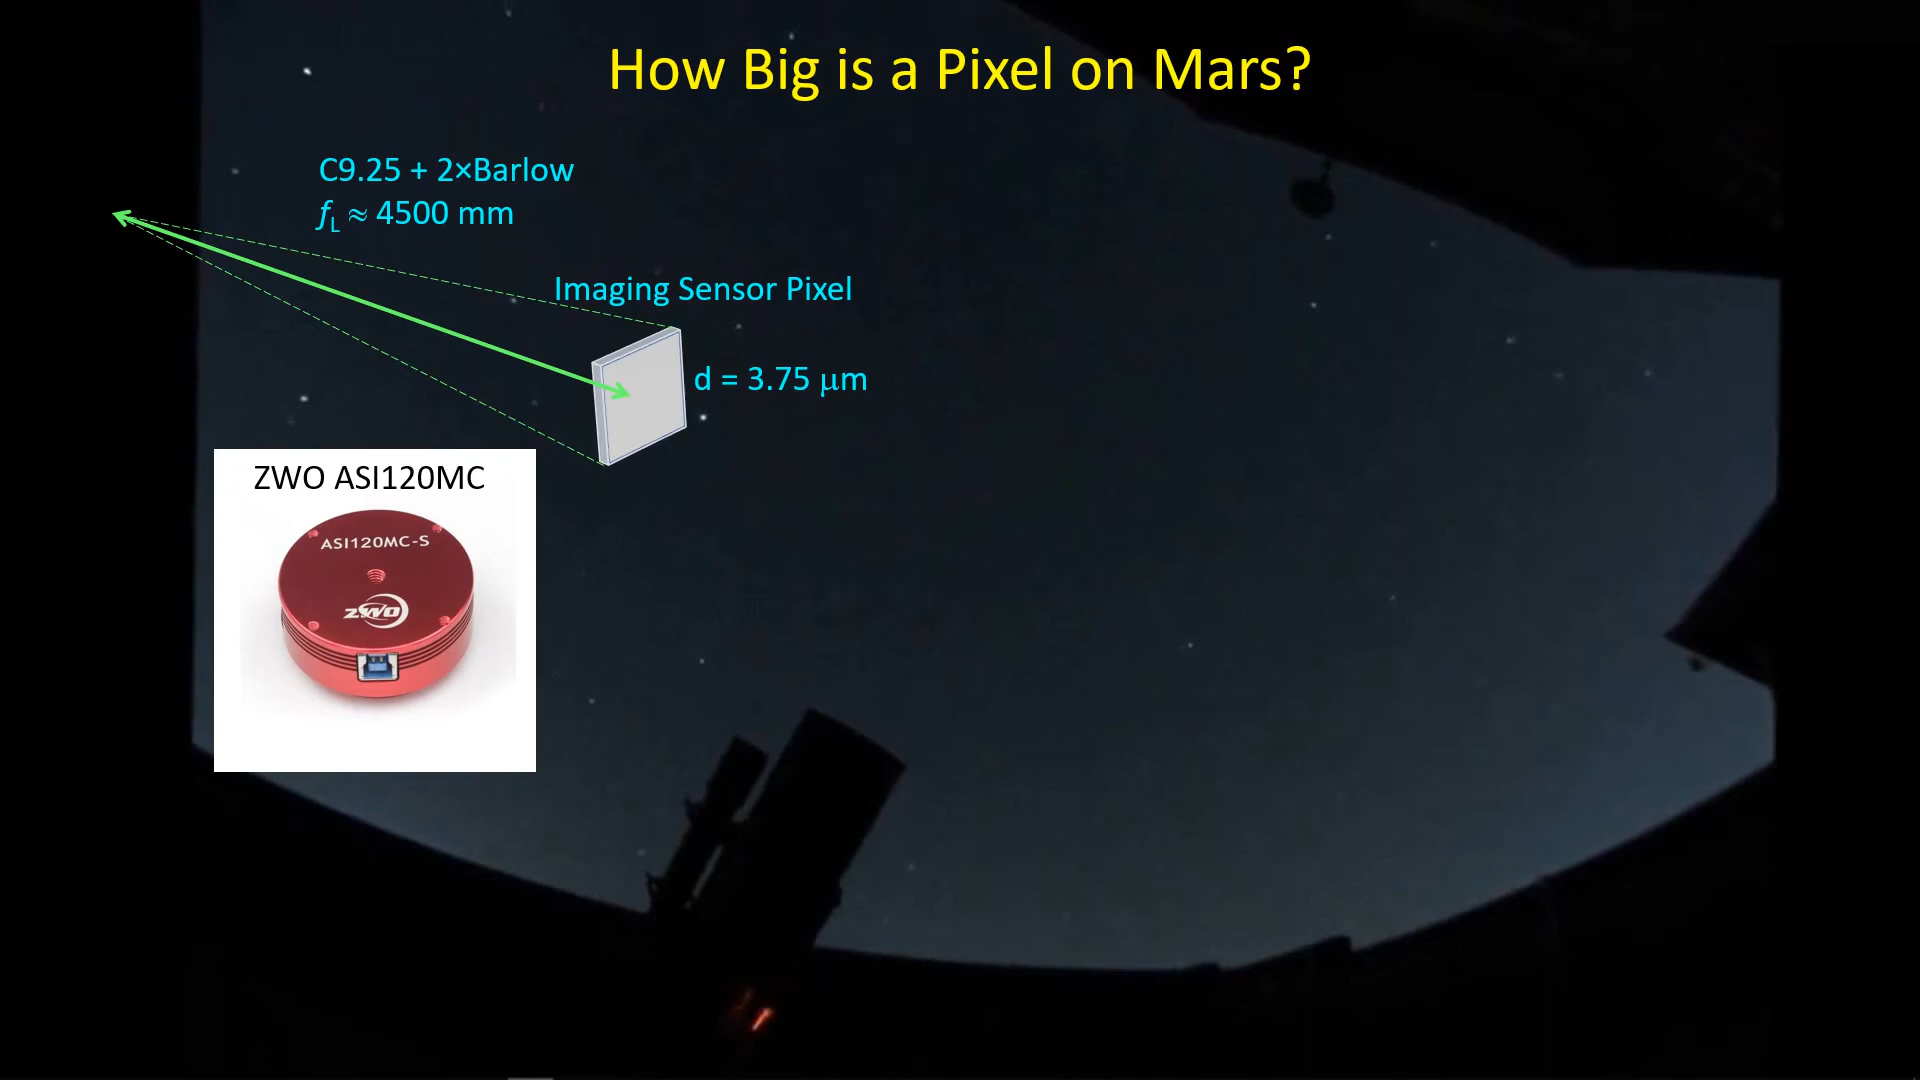 How Big is a Pixel on Mars?
C9.25 + 2×Barlow
fL ≈ 4500 mm
Imaging Sensor Pixel
d = 3.75 μm
ZWO ASI120MC
ASI120MC-S
ZWO